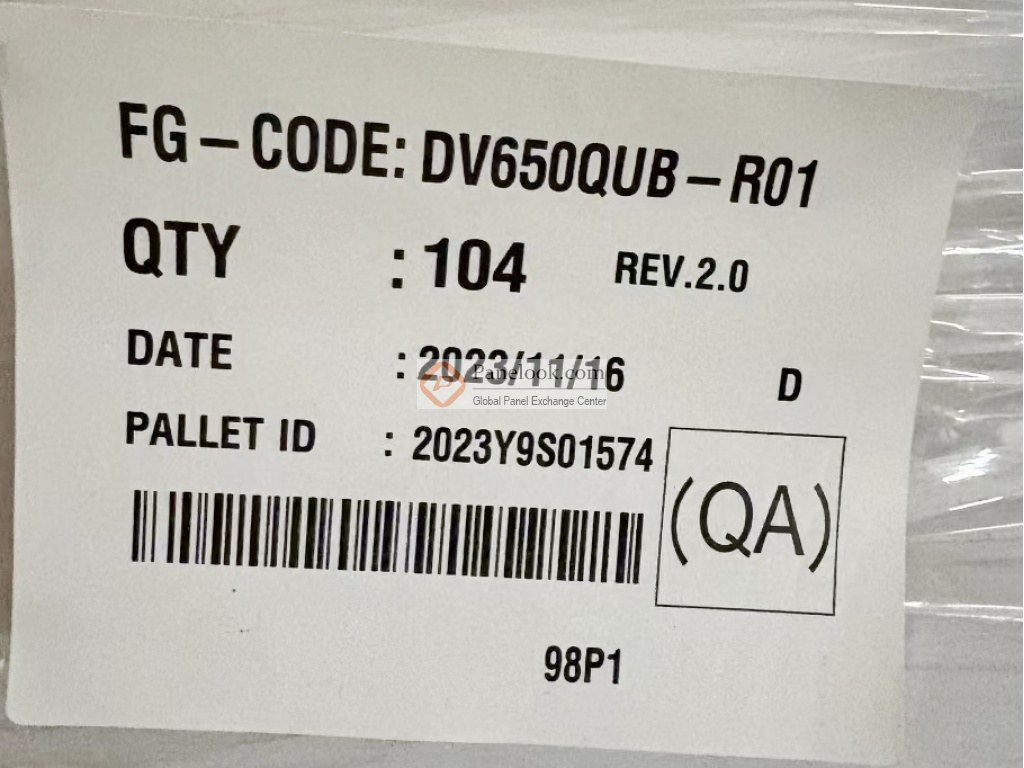 FG-CODE: DV650QUB-R01
QTY : 104 REV.2.0
DATE : 2023/11/16 D
Panelook.com
Global Panel Exchange Center
PALLET ID : 2023Y9S01574
(QA)
98P1